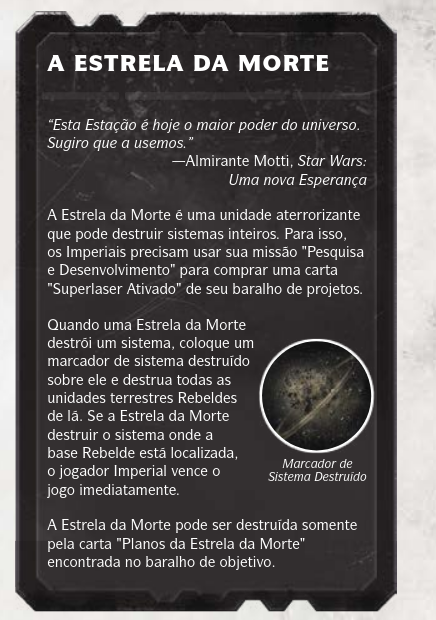 A ESTRELA DA MORTE
“Esta Estação é hoje o maior poder do universo.
Sugiro que a usemos.”
—Almirante Motti, Star Wars:
Uma nova Esperança
A Estrela da Morte é uma unidade aterrorizante
que pode destruir sistemas inteiros. Para isso,
os Imperiais precisam usar sua missão "Pesquisa
e Desenvolvimento" para comprar uma carta
"Superlaser Ativado" de seu baralho de projetos.
Quando uma Estrela da Morte
destrói um sistema, coloque um
marcador de sistema destruído
sobre ele e destrua todas as
unidades terrestres Rebeldes
de lá. Se a Estrela da Morte
destruir o sistema onde a
base Rebelde está localizada,
o jogador Imperial vence o
jogo imediatamente.
Marcador de
Sistema Destruído
A Estrela da Morte pode ser destruída somente
pela carta "Planos da Estrela da Morte"
encontrada no baralho de objetivo.